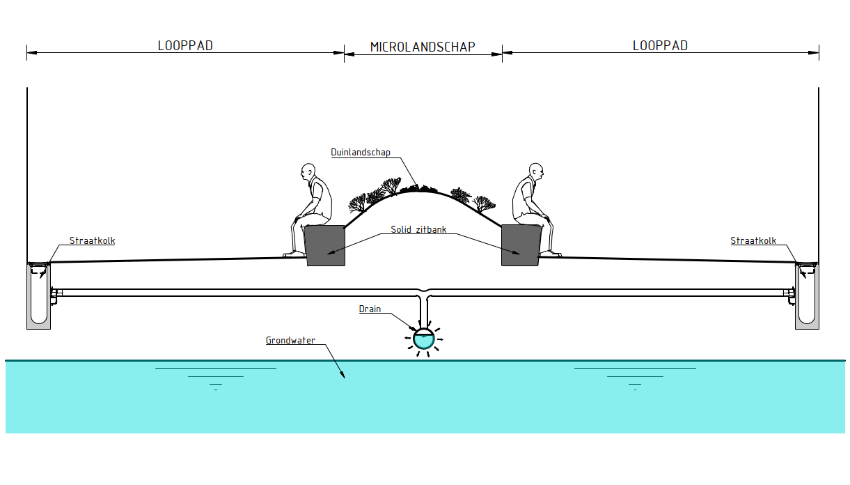 LOOPPAD
MICROLANDSCHAP
LOOPPAD
Duinlandschap
Straatkolk
Solid zitbank
Straatkolk
Drain
Grondwater